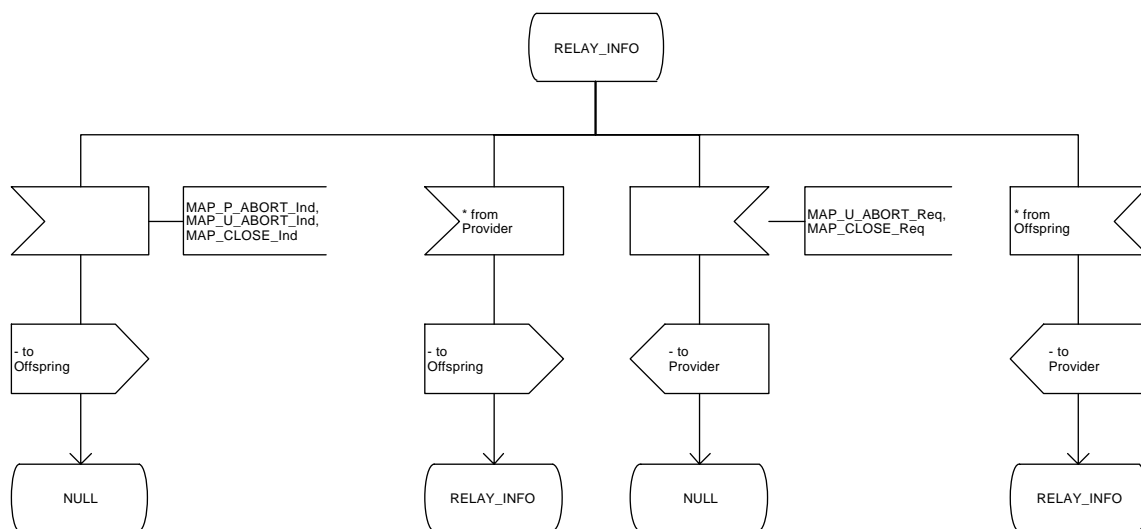 RELAY_INFO
MAP_P_ABORT_Ind,
MAP_U_ABORT_Ind,
MAP_CLOSE_Ind
* from
Provider
MAP_U_ABORT_Req,
MAP_CLOSE_Req
* from
Offspring
- to
Offspring
- to
Offspring
- to
Provider
- to
Provider
NULL
RELAY_INFO
NULL
RELAY_INFO